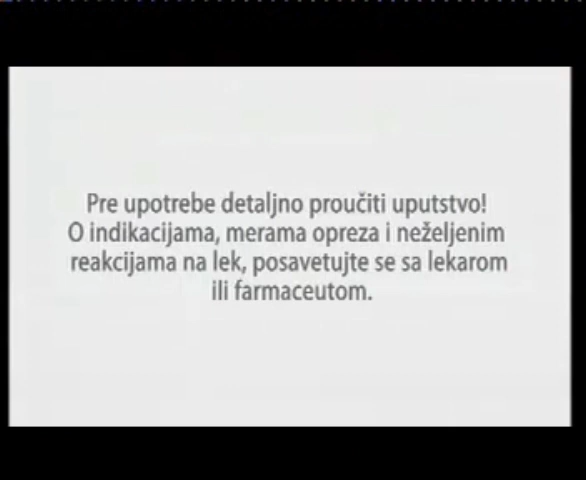 Pre upotrebe detaljno proučiti uputstvo!
O indikacijama, merama opreza i neželjenim
reakcijama na lek, posavetujte se sa lekarom
ili farmaceutom.